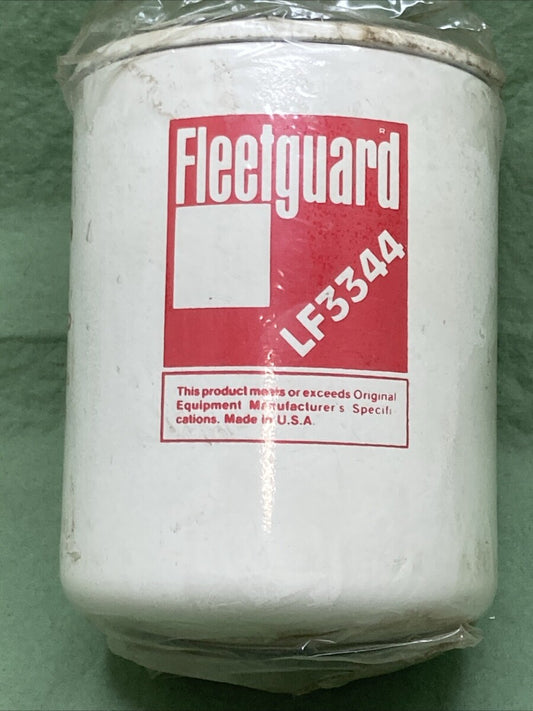 Fleetguard®
LF3344
This product meets or exceeds Original
Equipment Manufacturer s Specifi-
cations. Made in U.S.A.